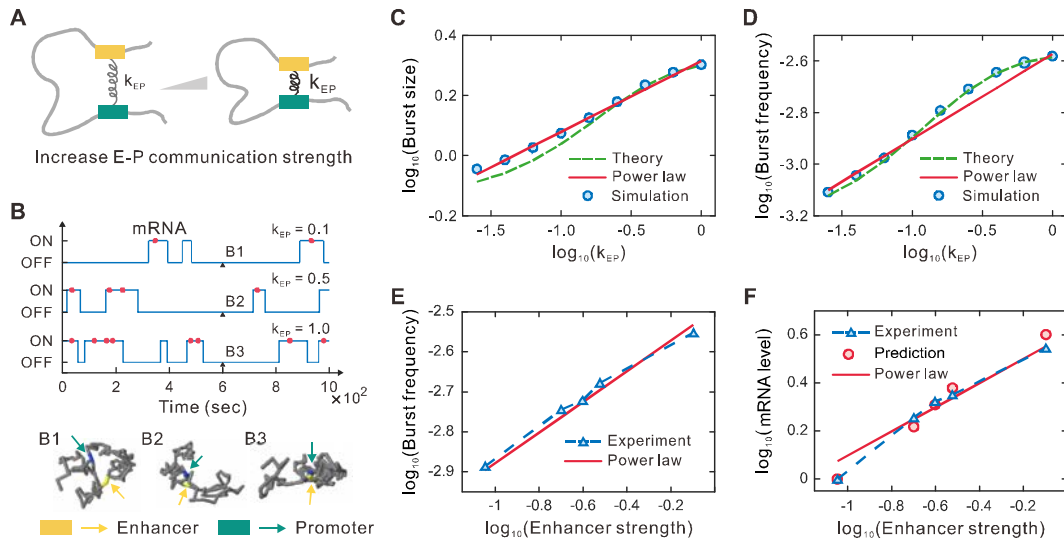 A
k_EP
k_EP
Increase E-P communication strength
B
mRNA
k_EP = 0.1
ON
OFF
B1
k_EP = 0.5
ON
OFF
B2
k_EP = 1.0
ON
OFF
B3
0
2
4
6
8
10
×10²
Time (sec)
B1
B2
B3
Enhancer
Promoter
C
log₁₀(Burst size)
0.4
0.2
0.0
-0.2
Theory
Power law
Simulation
-1.5
-1.0
-0.5
0
log₁₀(k_EP)
D
log₁₀(Burst frequency)
-2.6
-2.8
-3.0
-3.2
Theory
Power law
Simulation
-1.5
-1.0
-0.5
0
log₁₀(k_EP)
E
log₁₀(Burst frequency)
-2.5
-2.6
-2.7
-2.8
-2.9
Experiment
Power law
-1
-0.8
-0.6
-0.4
-0.2
log₁₀(Enhancer strength)
F
log₁₀(mRNA level)
0.6
0.4
0.2
0
Experiment
Prediction
Power law
-1
-0.8
-0.6
-0.4
-0.2
log₁₀(Enhancer strength)